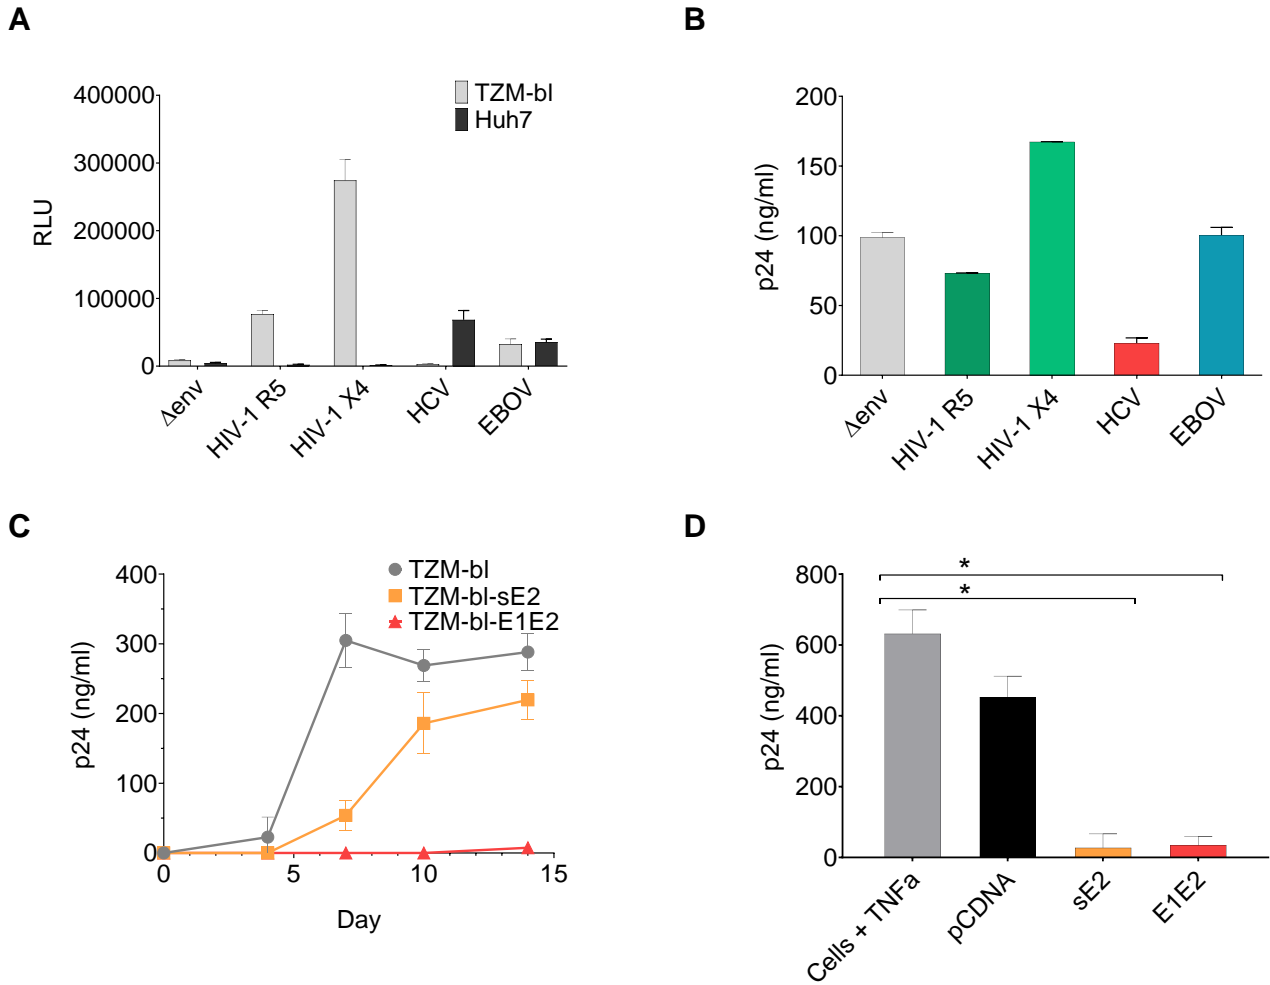 A
400000
300000
200000
100000
0
RLU
TZM-bl
Huh7
Δenv
HIV-1 R5
HIV-1 X4
HCV
EBOV
B
200
150
100
50
0
p24 (ng/ml)
Δenv
HIV-1 R5
HIV-1 X4
HCV
EBOV
C
400
300
200
100
0
p24 (ng/ml)
TZM-bl
TZM-bl-sE2
TZM-bl-E1E2
0
5
10
15
Day
D
800
600
400
200
0
p24 (ng/ml)
*
*
Cells + TNFa
pCDNA
sE2
E1E2